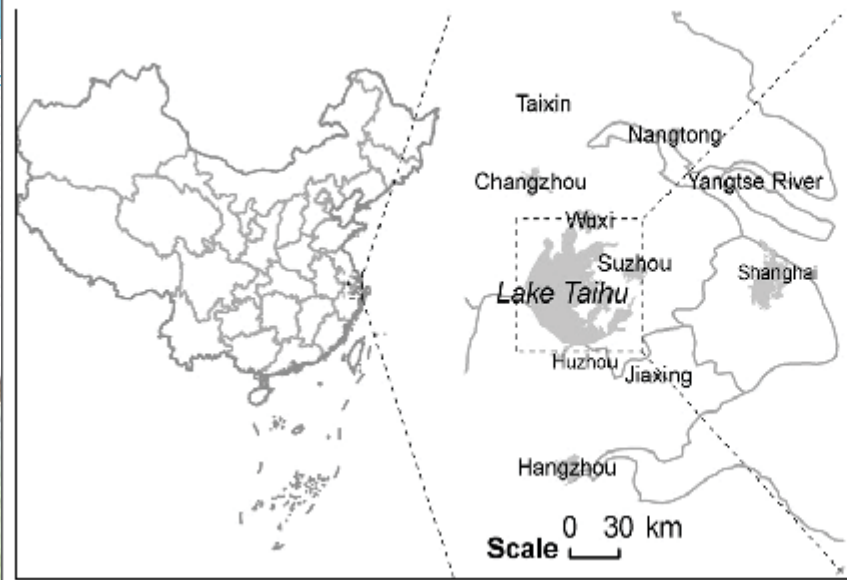 Taixin
Nangtong
Changzhou
Yangtse River
Wuxi
Suzhou
Shanghai
Lake Taihu
Huzhou
Jiaxing
Hangzhou
0 30 km
Scale